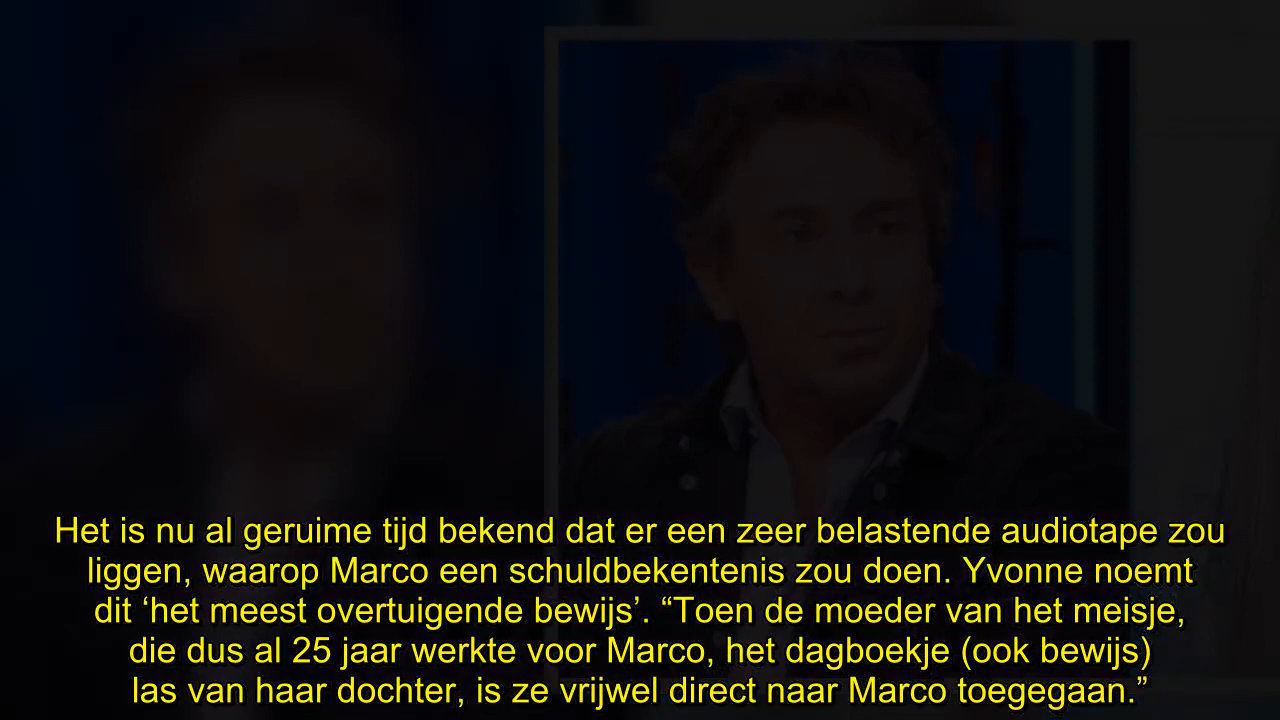 Het is nu al geruime tijd bekend dat er een zeer belastende audiotape zou
liggen, waarop Marco een schuldbekentenis zou doen. Yvonne noemt
dit ‘het meest overtuigende bewijs’. “Toen de moeder van het meisje,
die dus al 25 jaar werkte voor Marco, het dagboekje (ook bewijs)
las van haar dochter, is ze vrijwel direct naar Marco toegegaan.”